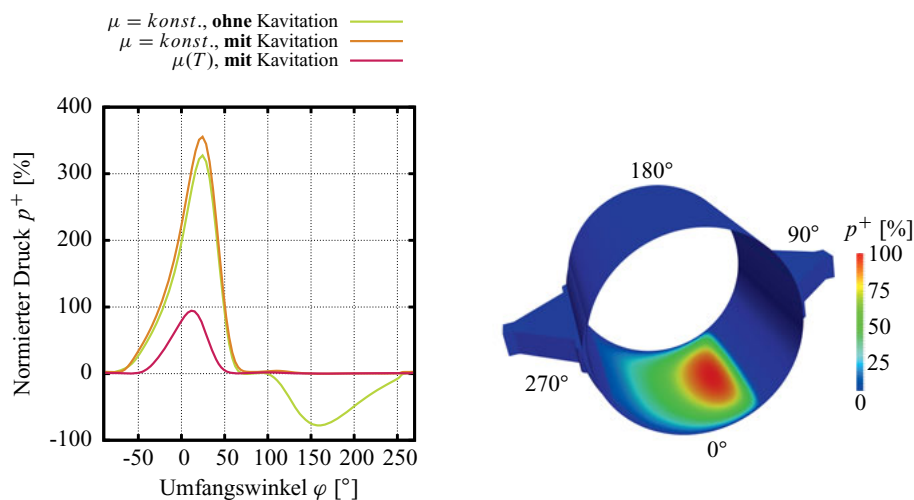 μ = konst., ohne Kavitation
μ = konst., mit Kavitation
μ(T), mit Kavitation
400
300
200
100
0
-100
Normierter Druck p⁺ [%]
-50 0 50 100 150 200 250
Umfangswinkel φ [°]
180°
90°
270°
0°
p⁺ [%]
100
75
50
25
0